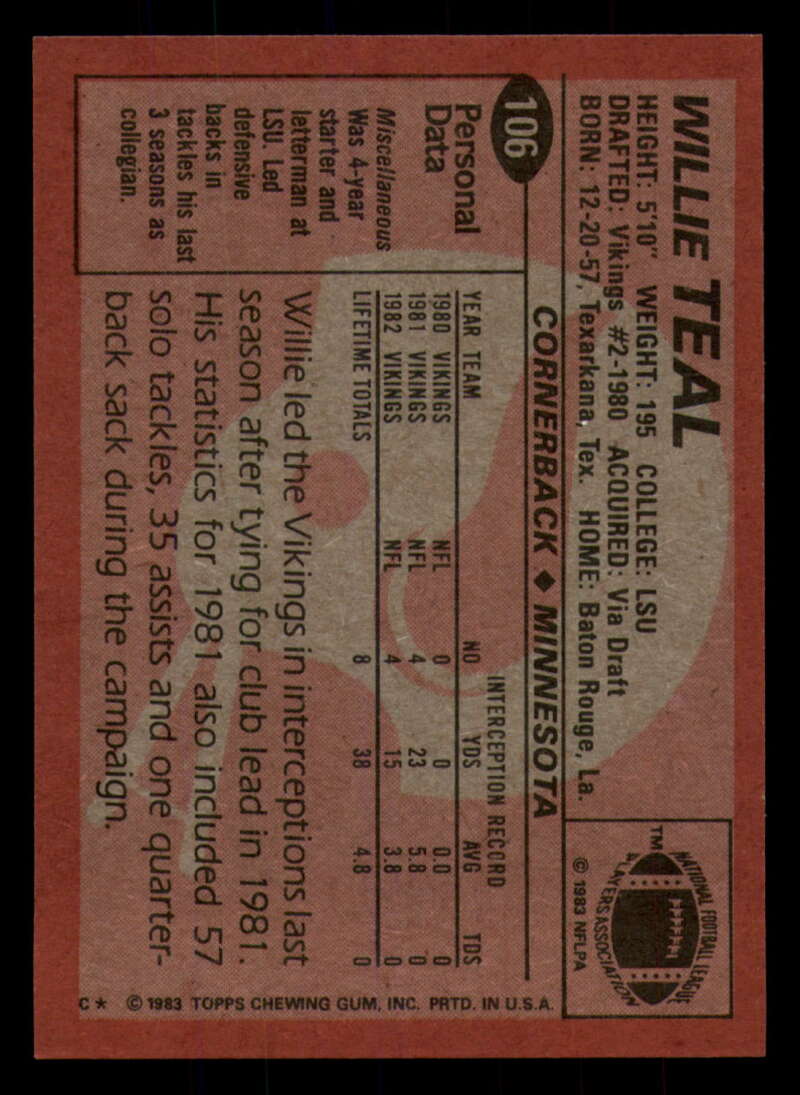 WILLIE TEAL
HEIGHT: 5'10" WEIGHT: 195 COLLEGE: LSU
DRAFTED: Vikings #2-1980 ACQUIRED: Via Draft
BORN: 12-20-57, Texarkana, Tex. HOME: Baton Rouge, La.
NATIONAL FOOTBALL LEAGUE
PLAYERS ASSOCIATION
TM
© 1983 NFLPA
106
CORNERBACK ♦ MINNESOTA
Personal
Data
Miscellaneous
Was 4-year
starter and
letterman at
LSU. Led
defensive
backs in
tackles his last
3 seasons as
collegian.
INTERCEPTION RECORD
YEAR TEAM NO YDS AVG TDS
1980 VIKINGS NFL 0 0 0.0 0
1981 VIKINGS NFL 4 23 5.8 0
1982 VIKINGS NFL 4 15 3.8 0
LIFETIME TOTALS 8 38 4.8 0
Willie led the Vikings in interceptions last
season after tying for club lead in 1981.
His statistics for 1981 also included 57
solo tackles, 35 assists and one quarter-
back sack during the campaign.
C* © 1983 TOPPS CHEWING GUM, INC. PRTD. IN U.S.A.